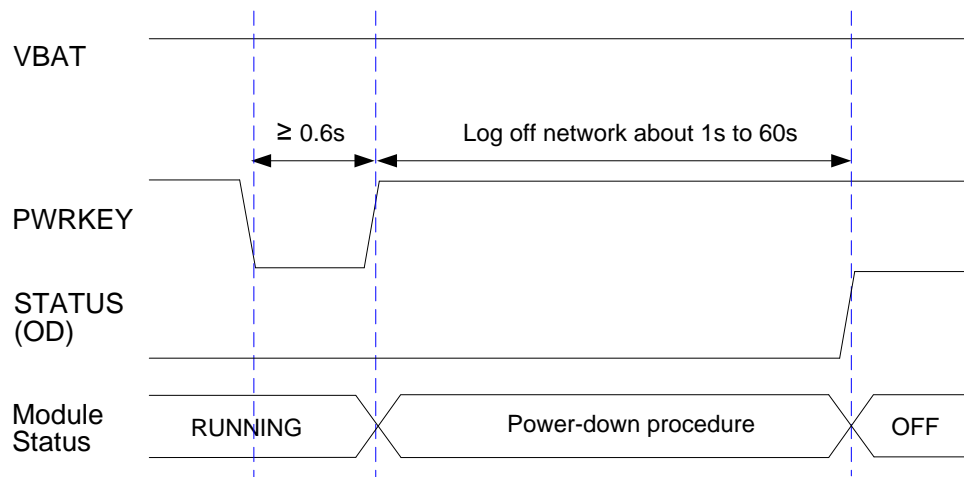 VBAT
≥ 0.6s
Log off network about 1s to 60s
PWRKEY
STATUS
(OD)
Module
Status
RUNNING
Power-down procedure
OFF